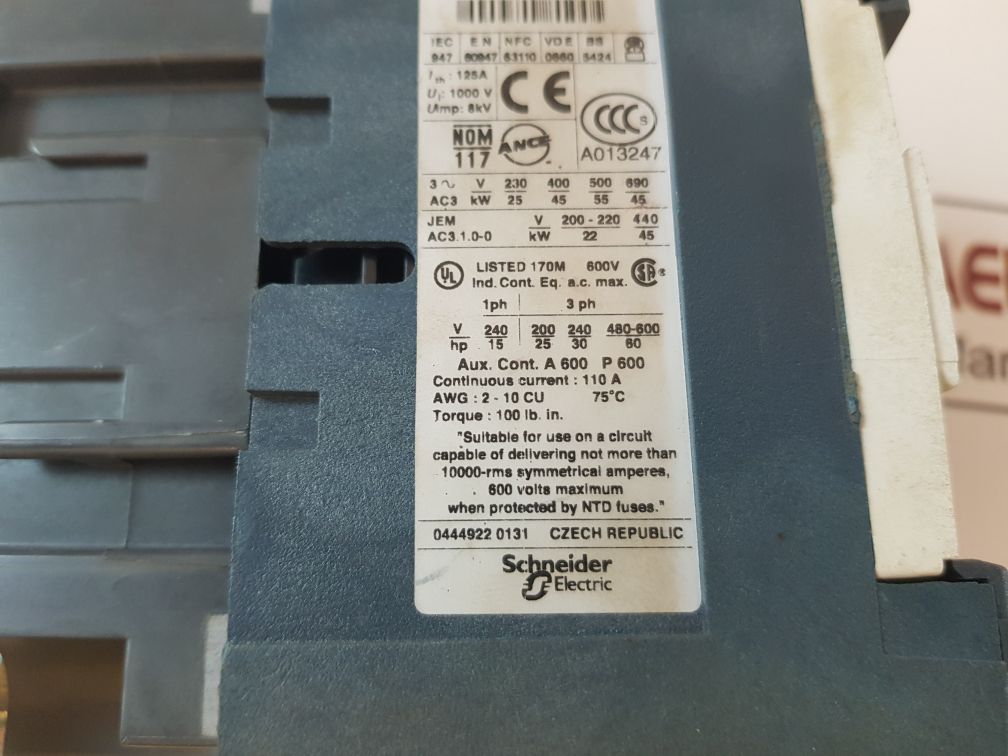 IEC EN NFC VDE BS
947 60947 63110 0660 5424
Ith : 125A
Ui : 1000 V
Uimp: 8kV
CE
CCC S
A013247
NOM
117
ANCE
3~ V 230 400 500 690
AC3 kW 25 45 55 45
JEM V 200 - 220 440
AC3.1.0-0 kW 22 45
UL LISTED 170M 600V SA ®
Ind. Cont. Eq. a.c. max.
1ph 3 ph
V 240 200 240 480-600
hp 15 25 30 60
Aux. Cont. A 600 P 600
Continuous current : 110 A
AWG : 2 - 10 CU 75°C
Torque : 100 lb. in.
"Suitable for use on a circuit
capable of delivering not more than
10000-rms symmetrical amperes,
600 volts maximum
when protected by NTD fuses."
0444922 0131 CZECH REPUBLIC
Schneider
Electric